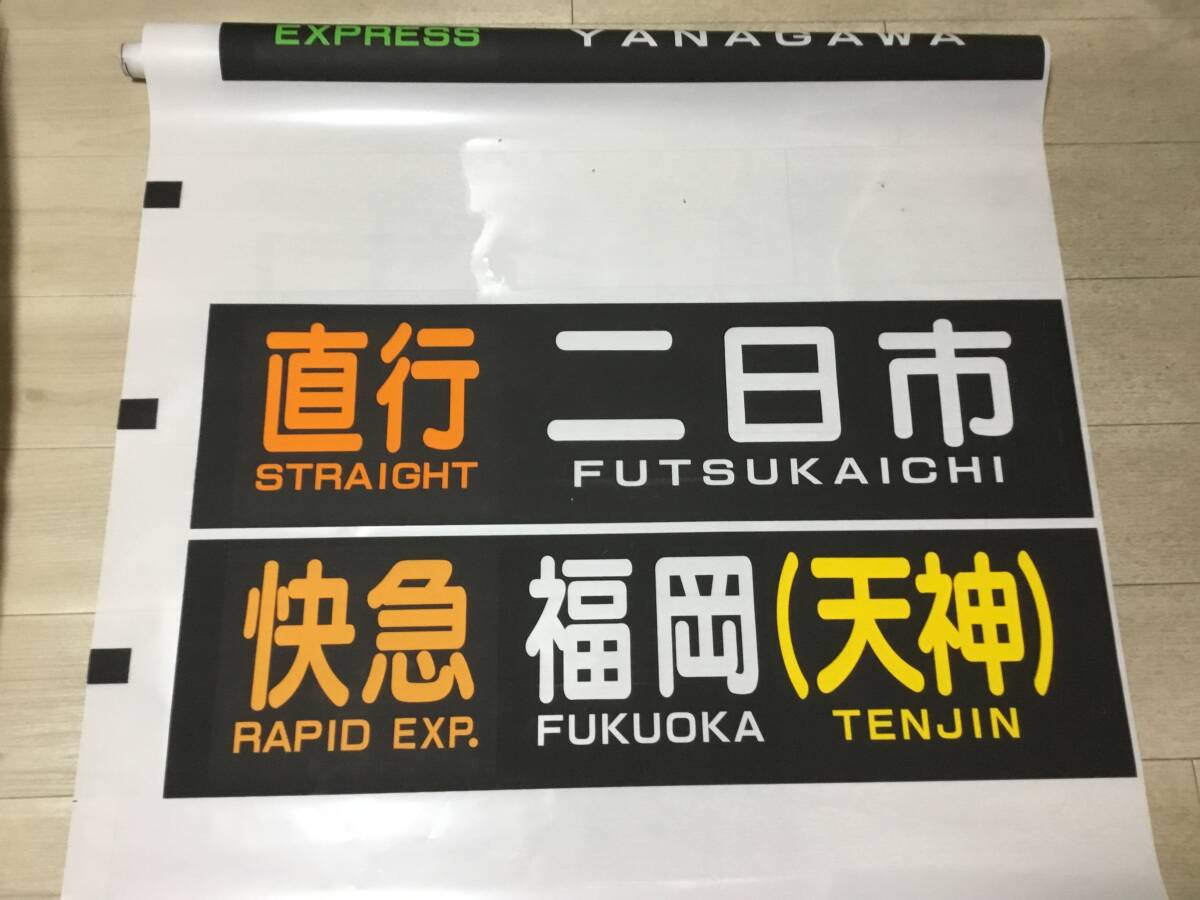 EXPRESS YANAGAWA
直行 二日市
STRAIGHT FUTSUKAICHI
快急 福岡(天神)
RAPID EXP. FUKUOKA TENJIN